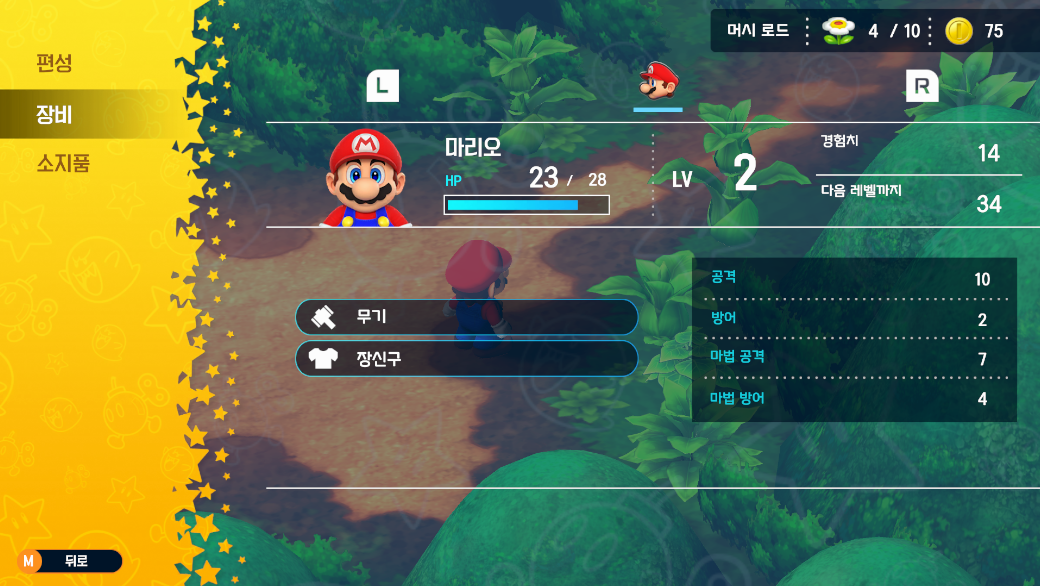 편성
장비
소지품
머시 로드 4 / 10 75
L
R
마리오
HP 23 / 28
LV 2
경험치 14
다음 레벨까지 34
무기
장신구
공격 10
방어 2
마법 공격 7
마법 방어 4
M 뒤로